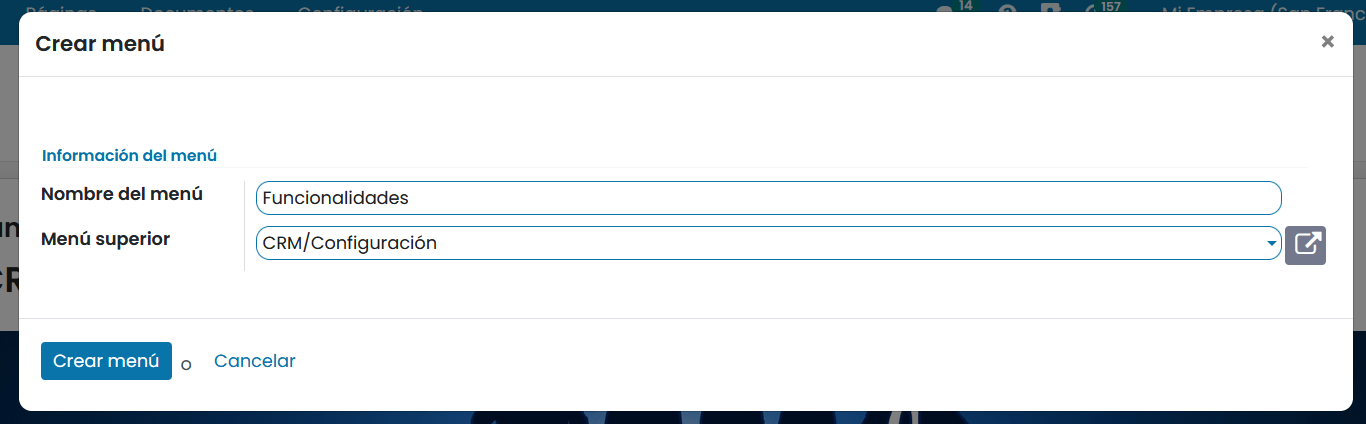 Páginas Documentos Configuración 14 157 Mi Empresa (San Franc
Crear menú
×
Información del menú
Nombre del menú Funcionalidades
Menú superior CRM/Configuración
Crear menú o Cancelar